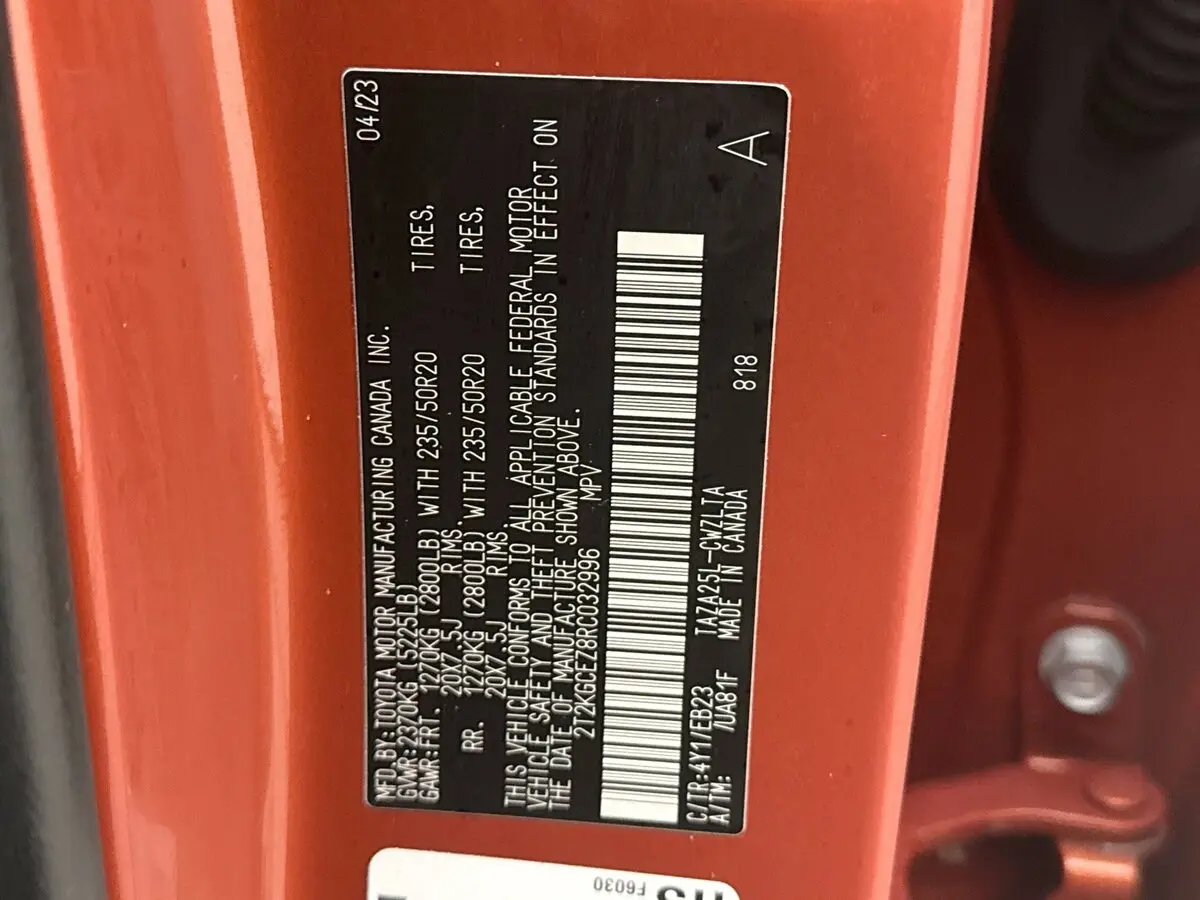 04/23
MFD.BY:TOYOTA MOTOR MANUFACTURING CANADA INC.
GVWR:2370KG (5225LB)
GAWR:FRT. 1270KG (2800LB) WITH 235/50R20 TIRES,
20X7.5J RIMS.
RR. 1270KG (2800LB) WITH 235/50R20 TIRES,
20X7.5J RIMS.
THIS VEHICLE CONFORMS TO ALL APPLICABLE FEDERAL MOTOR
VEHICLE SAFETY AND THEFT PREVENTION STANDARDS IN EFFECT ON
THE DATE OF MANUFACTURE SHOWN ABOVE.
2T2KGCEZ8RC032996 MPV
C/TR:4Y1/EB23 TAZA25L-CWZLTA
A/TM: /UA81F MADE IN CANADA
818
A
F6030